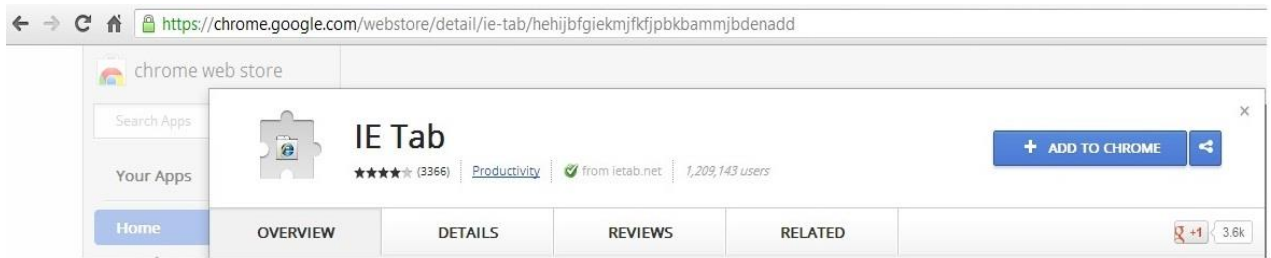 https://chrome.google.com/webstore/detail/ie-tab/hehijbfgiekmjfkfjpbkbammjbdenadd
chrome web store
Search Apps
IE Tab
+ ADD TO CHROME
(3366) Productivity from ietab.net 1,209,143 users
Your Apps
Home
OVERVIEW DETAILS REVIEWS RELATED
g +1 3.6k